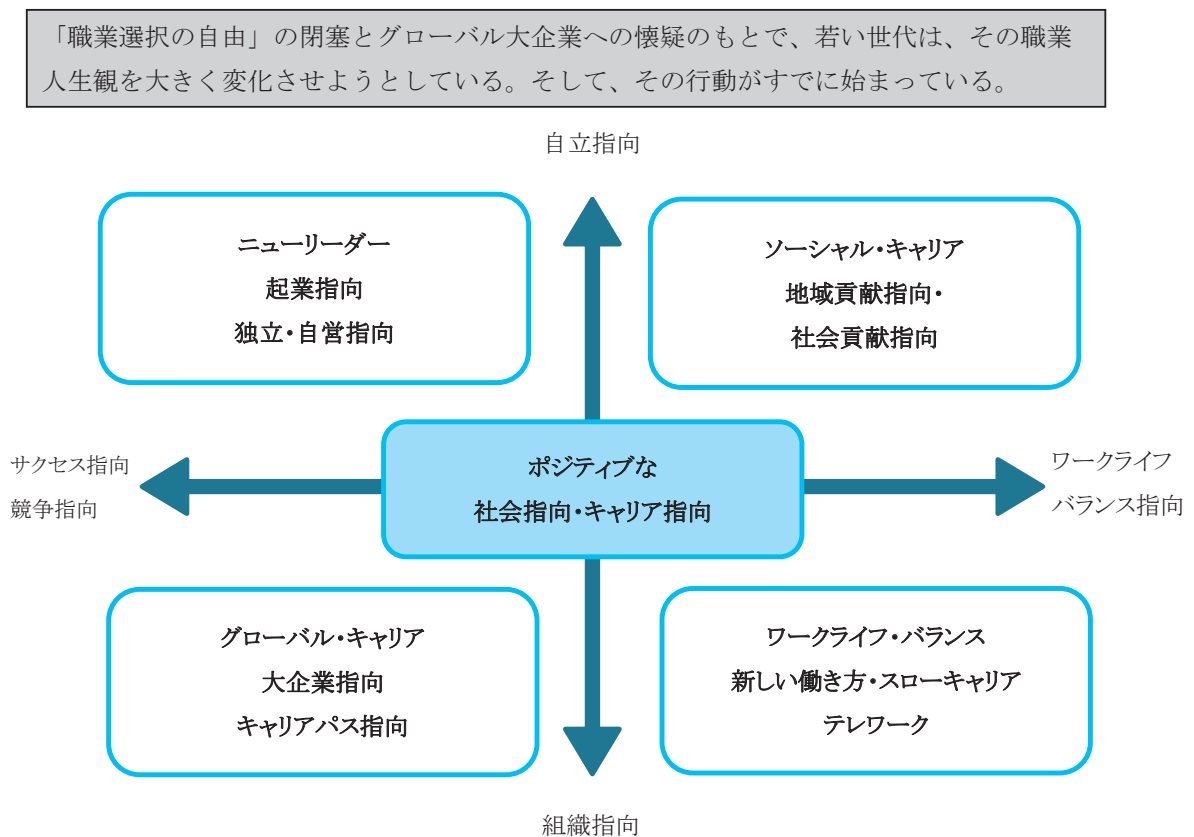 「職業選択の自由」の閉塞とグローバル大企業への懐疑のもとで、若い世代は、その職業
人生観を大きく変化させようとしている。そして、その行動がすでに始まっている。
自立指向
ニューリーダー
起業指向
独立・自営指向
ソーシャル・キャリア
地域貢献指向・
社会貢献指向
サクセス指向
競争指向
ポジティブな
社会指向・キャリア指向
ワークライフ
バランス指向
グローバル・キャリア
大企業指向
キャリアパス指向
ワークライフ・バランス
新しい働き方・スローキャリア
テレワーク
組織指向